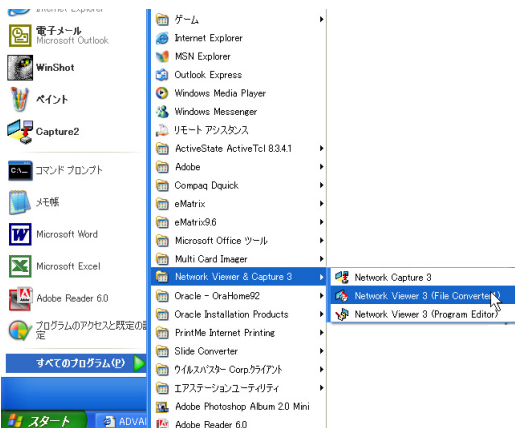 Internet Explorer
電子メール
Microsoft Outlook
WinShot
ペイント
Capture2
コマンド プロンプト
メモ帳
Microsoft Word
Microsoft Excel
Adobe Reader 6.0
プログラムのアクセスと既定の
定
すべてのプログラム(P)
スタート
ADVA
ゲーム
Internet Explorer
MSN Explorer
Outlook Express
Windows Media Player
Windows Messenger
リモート アシスタンス
ActiveState ActiveTcl 8.3.4.1
Adobe
Compaq Dquick
eMatrix
eMatrix9.6
Microsoft Office ツール
Multi Card Imager
Network Viewer & Capture 3
Oracle - OraHome92
Oracle Installation Products
PrintMe Internet Printing
Slide Converter
ウイルスバスター Corp.クライアント
エアステーションユーティリティ
Adobe Photoshop Album 2.0 Mini
Adobe Reader 6.0
Network Capture 3
Network Viewer 3 (File Converter)
Network Viewer 3 (Program Editor)